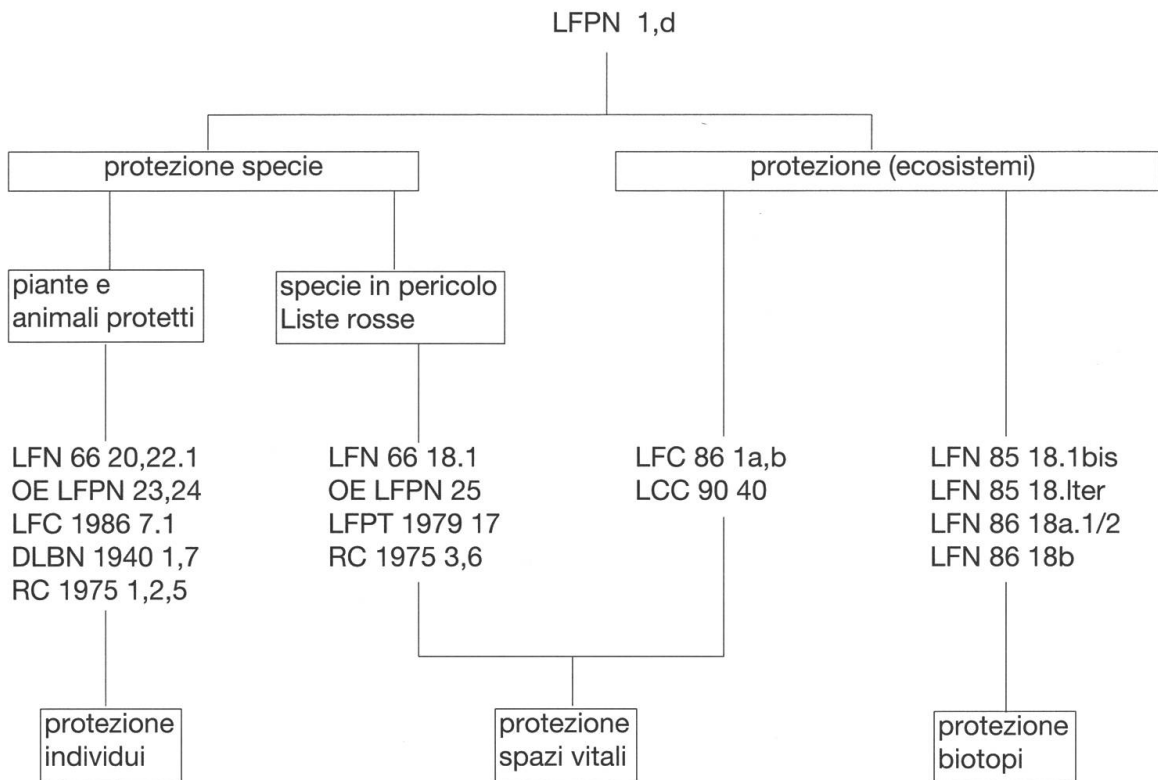 LFPN 1,d
protezione specie
protezione (ecosistemi)
piante e
animali protetti
specie in pericolo
Liste rosse
LFN 66 20,22.1
OE LFPN 23,24
LFC 1986 7.1
DLBN 1940 1,7
RC 1975 1,2,5
LFN 66 18.1
OE LFPN 25
LFPT 1979 17
RC 1975 3,6
LFC 86 1a,b
LCC 90 40
LFN 85 18.1bis
LFN 85 18.Iter
LFN 86 18a.1/2
LFN 86 18b
protezione
individui
protezione
spazi vitali
protezione
biotopi